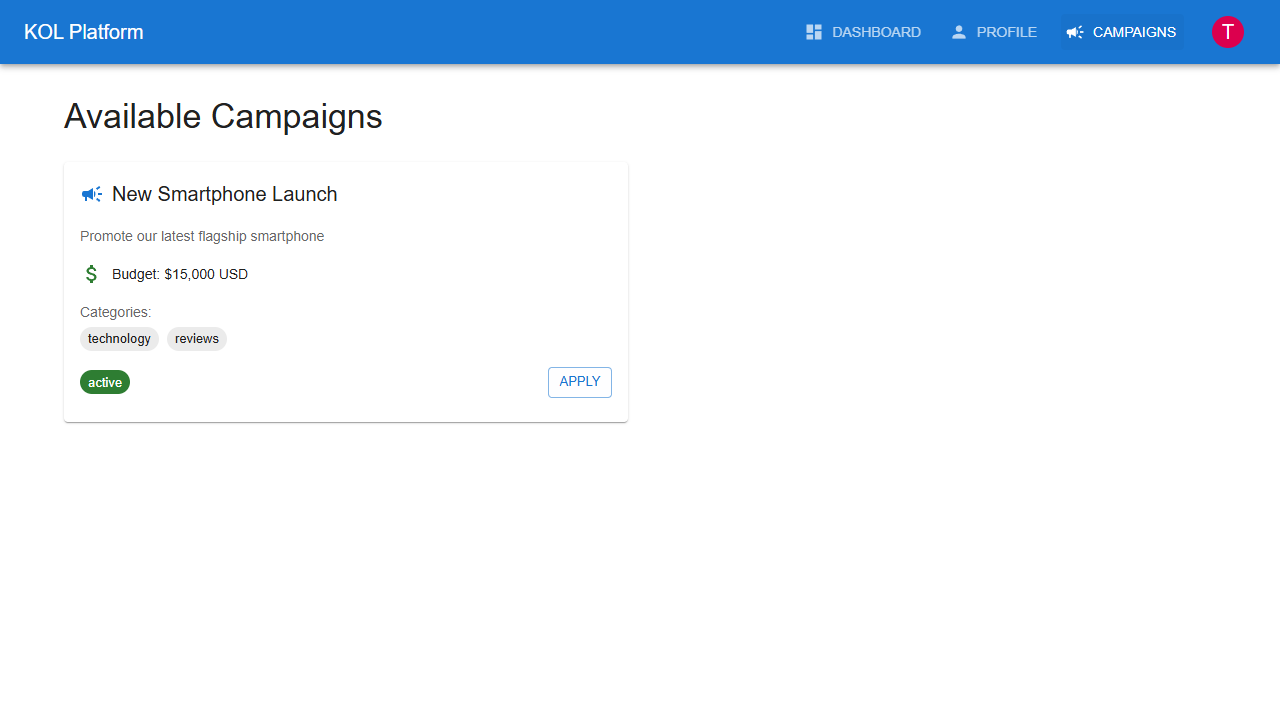 KOL Platform
DASHBOARD
PROFILE
CAMPAIGNS
T
Available Campaigns
New Smartphone Launch
Promote our latest flagship smartphone
Budget: $15,000 USD
Categories:
technology reviews
active
APPLY